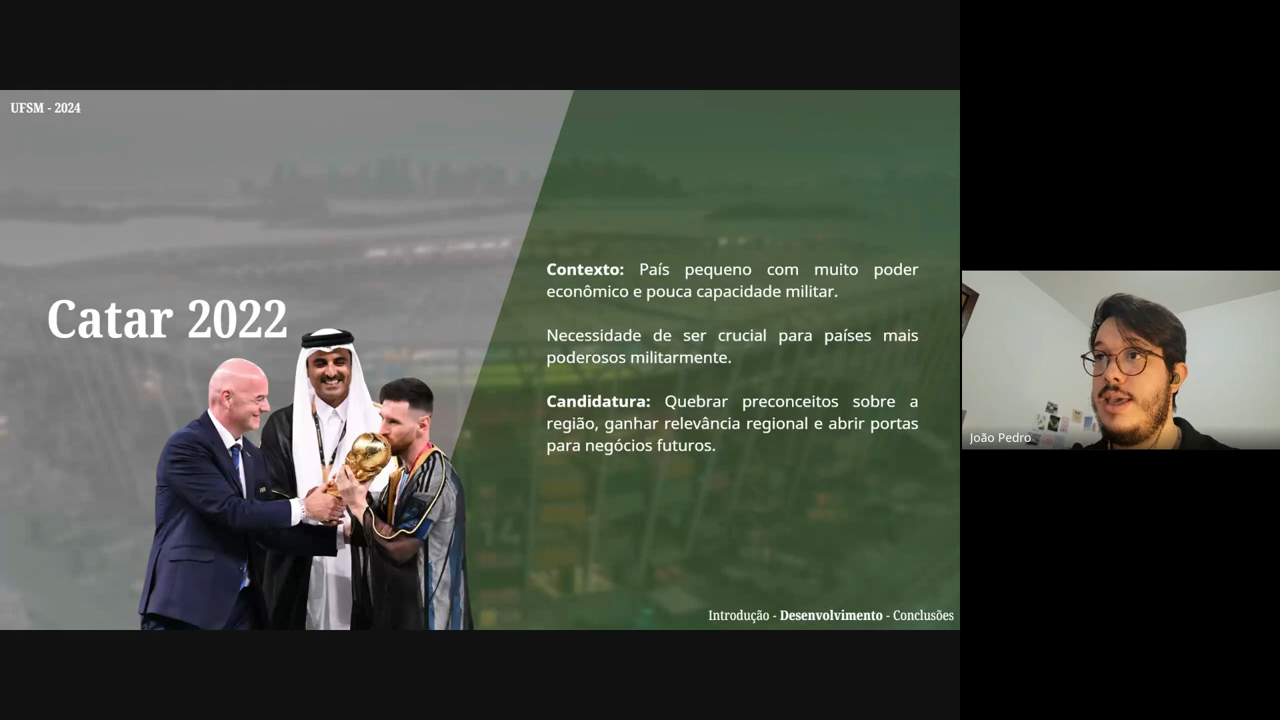 UFSM - 2024
Catar 2022
Contexto: País pequeno com muito poder
econômico e pouca capacidade militar.
Necessidade de ser crucial para países mais
poderosos militarmente.
Candidatura: Quebrar preconceitos sobre a
região, ganhar relevância regional e abrir portas
para negócios futuros.
Introdução - Desenvolvimento - Conclusões
João Pedro